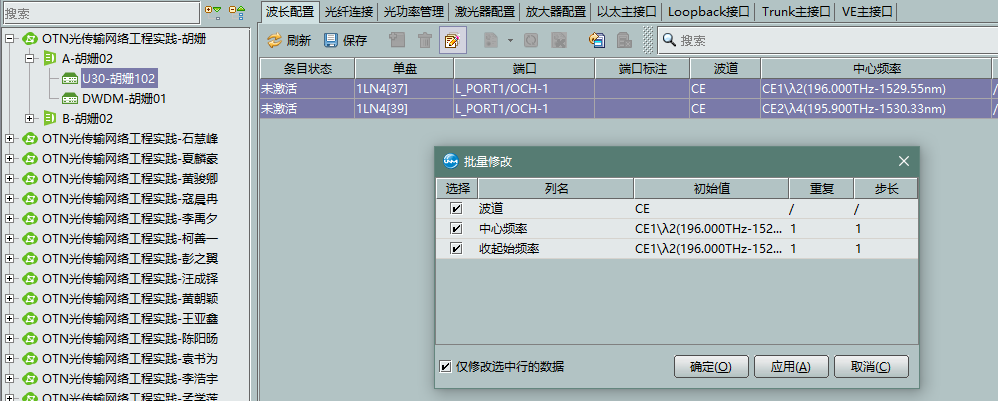 搜索
波长配置 光纤连接 光功率管理 激光器配置 放大器配置 以太主接口 Loopback接口 Trunk主接口 VE主接口
刷新 保存 搜索
条目状态 单盘 端口 端口标注 波道 中心频率
未激活 1LN4[37] L_PORT1/OCH-1 CE CE1\λ2(196.000THz-1529.55nm) /
未激活 1LN4[39] L_PORT1/OCH-1 CE CE2\λ4(195.900THz-1530.33nm) /
OTN光传输网络工程实践-胡姗
A-胡姗02
U30-胡姗102
DWDM-胡姗01
B-胡姗02
OTN光传输网络工程实践-石慧峰
OTN光传输网络工程实践-夏麟豪
OTN光传输网络工程实践-黄骏卿
OTN光传输网络工程实践-寇晨冉
OTN光传输网络工程实践-李禹夕
OTN光传输网络工程实践-柯善一
OTN光传输网络工程实践-彭之翼
OTN光传输网络工程实践-汪成铎
OTN光传输网络工程实践-黄朝颖
OTN光传输网络工程实践-王亚鑫
OTN光传输网络工程实践-陈阳旸
OTN光传输网络工程实践-袁书为
OTN光传输网络工程实践-李浩宇
OTN光传输网络工程实践-孟学莲
批量修改
选择 列名 初始值 重复 步长
波道 CE / /
中心频率 CE1\λ2(196.000THz-152... 1 1
收起始频率 CE1\λ2(196.000THz-152... 1 1
仅修改选中行的数据 确定(O) 应用(A) 取消(C)